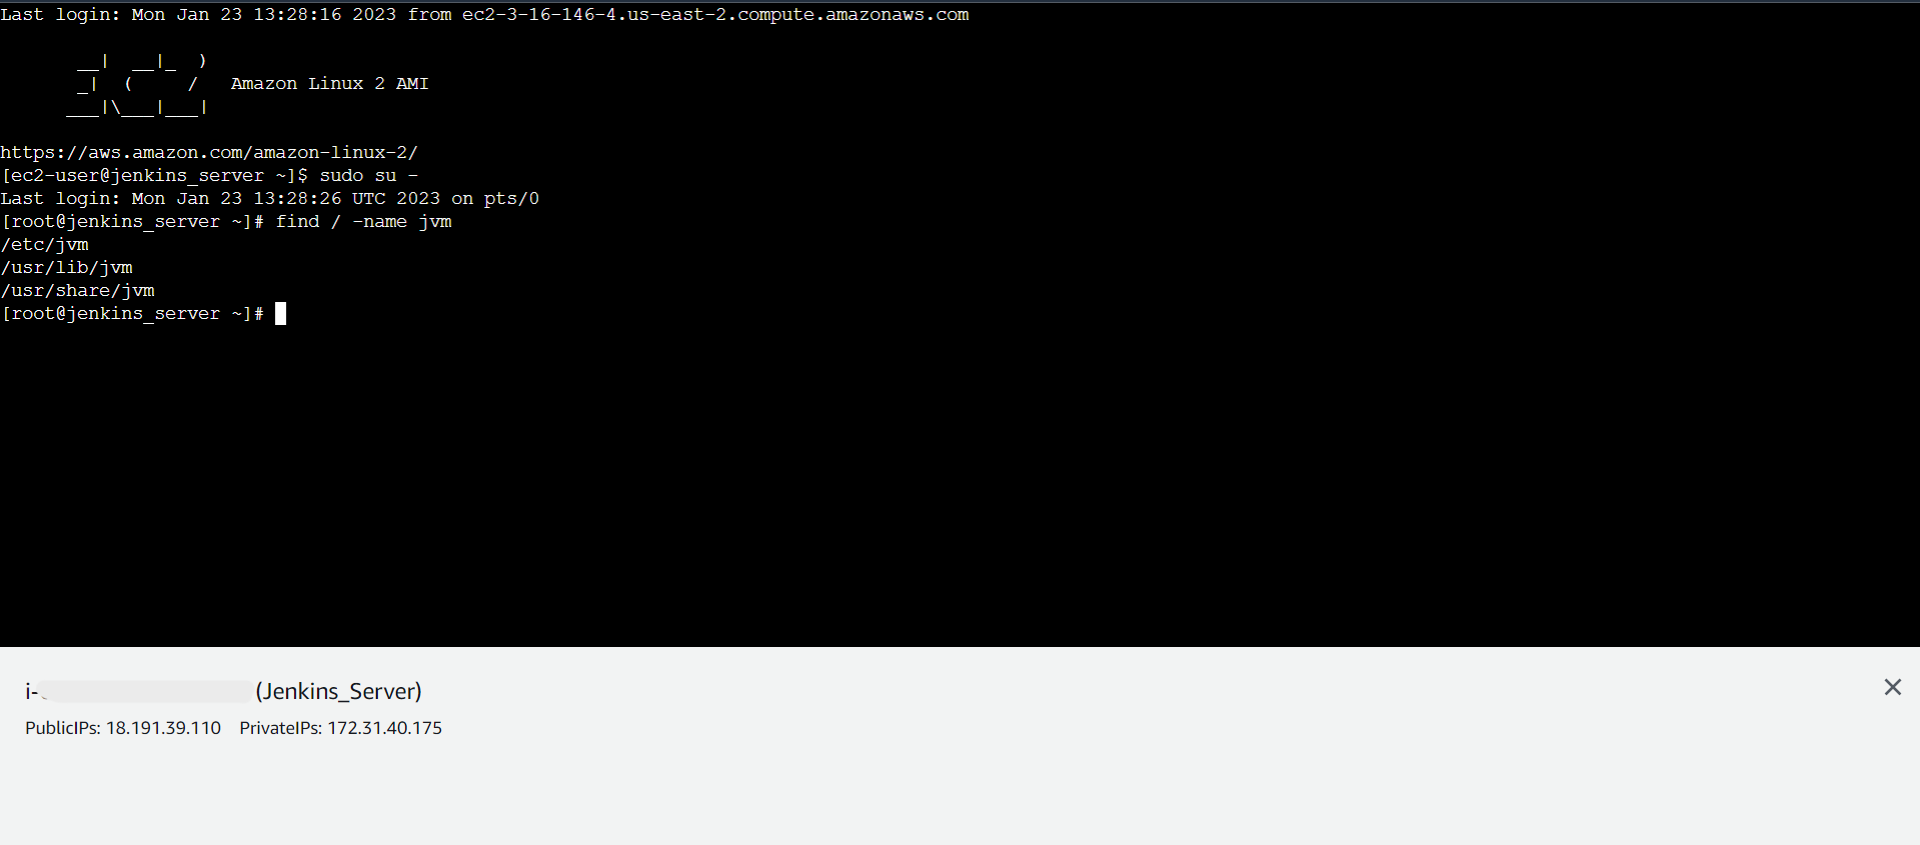 Last login: Mon Jan 23 13:28:16 2023 from ec2-3-16-146-4.us-east-2.compute.amazonaws.com
       __|  __|_  )
       _|  (     /   Amazon Linux 2 AMI
      ___|\___|___|
https://aws.amazon.com/amazon-linux-2/
[ec2-user@jenkins_server ~]$ sudo su -
Last login: Mon Jan 23 13:28:26 UTC 2023 on pts/0
[root@jenkins_server ~]# find / -name jvm
/etc/jvm
/usr/lib/jvm
/usr/share/jvm
[root@jenkins_server ~]#
i- (Jenkins_Server)
PublicIPs: 18.191.39.110 PrivateIPs: 172.31.40.175